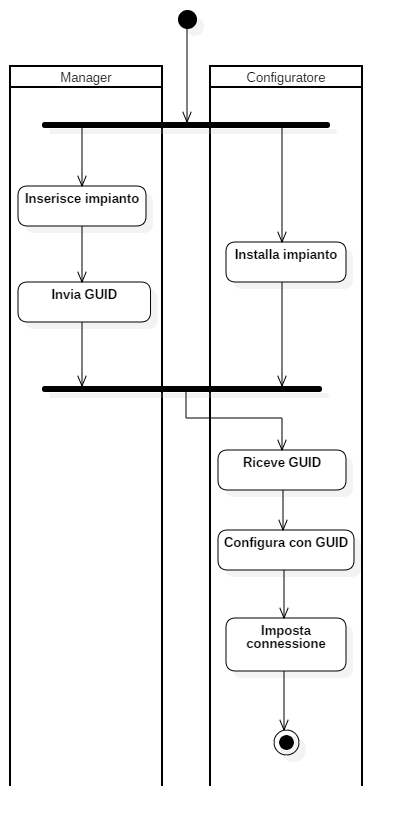 Manager
Configuratore
Inserisce impianto
Installa impianto
Invia GUID
Riceve GUID
Configura con GUID
Imposta
connessione